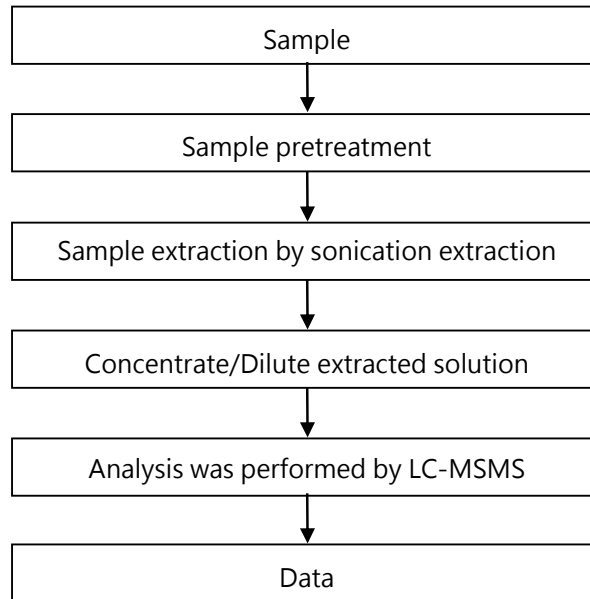 Sample
Sample pretreatment
Sample extraction by sonication extraction
Concentrate/Dilute extracted solution
Analysis was performed by LC-MSMS
Data